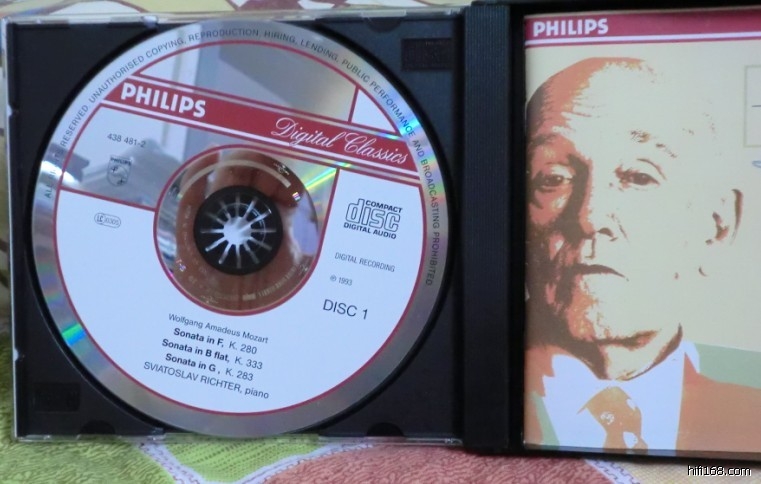 ALL RIGHTS RESERVED. UNAUTHORISED COPYING, REPRODUCTION, HIRING, LENDING, PUBLIC PERFORMANCE AND BROADCASTING PROHIBITED
PHILIPS
Digital Classics
438 481-2
PHILIPS
COMPACT
disc
DIGITAL AUDIO
DIGITAL RECORDING
℗ 1993
DISC 1
Wolfgang Amadeus Mozart
Sonata in F, K. 280
Sonata in B flat, K. 333
Sonata in G, K. 283
SVIATOSLAV RICHTER, piano
PHILIPS
hifi168.com